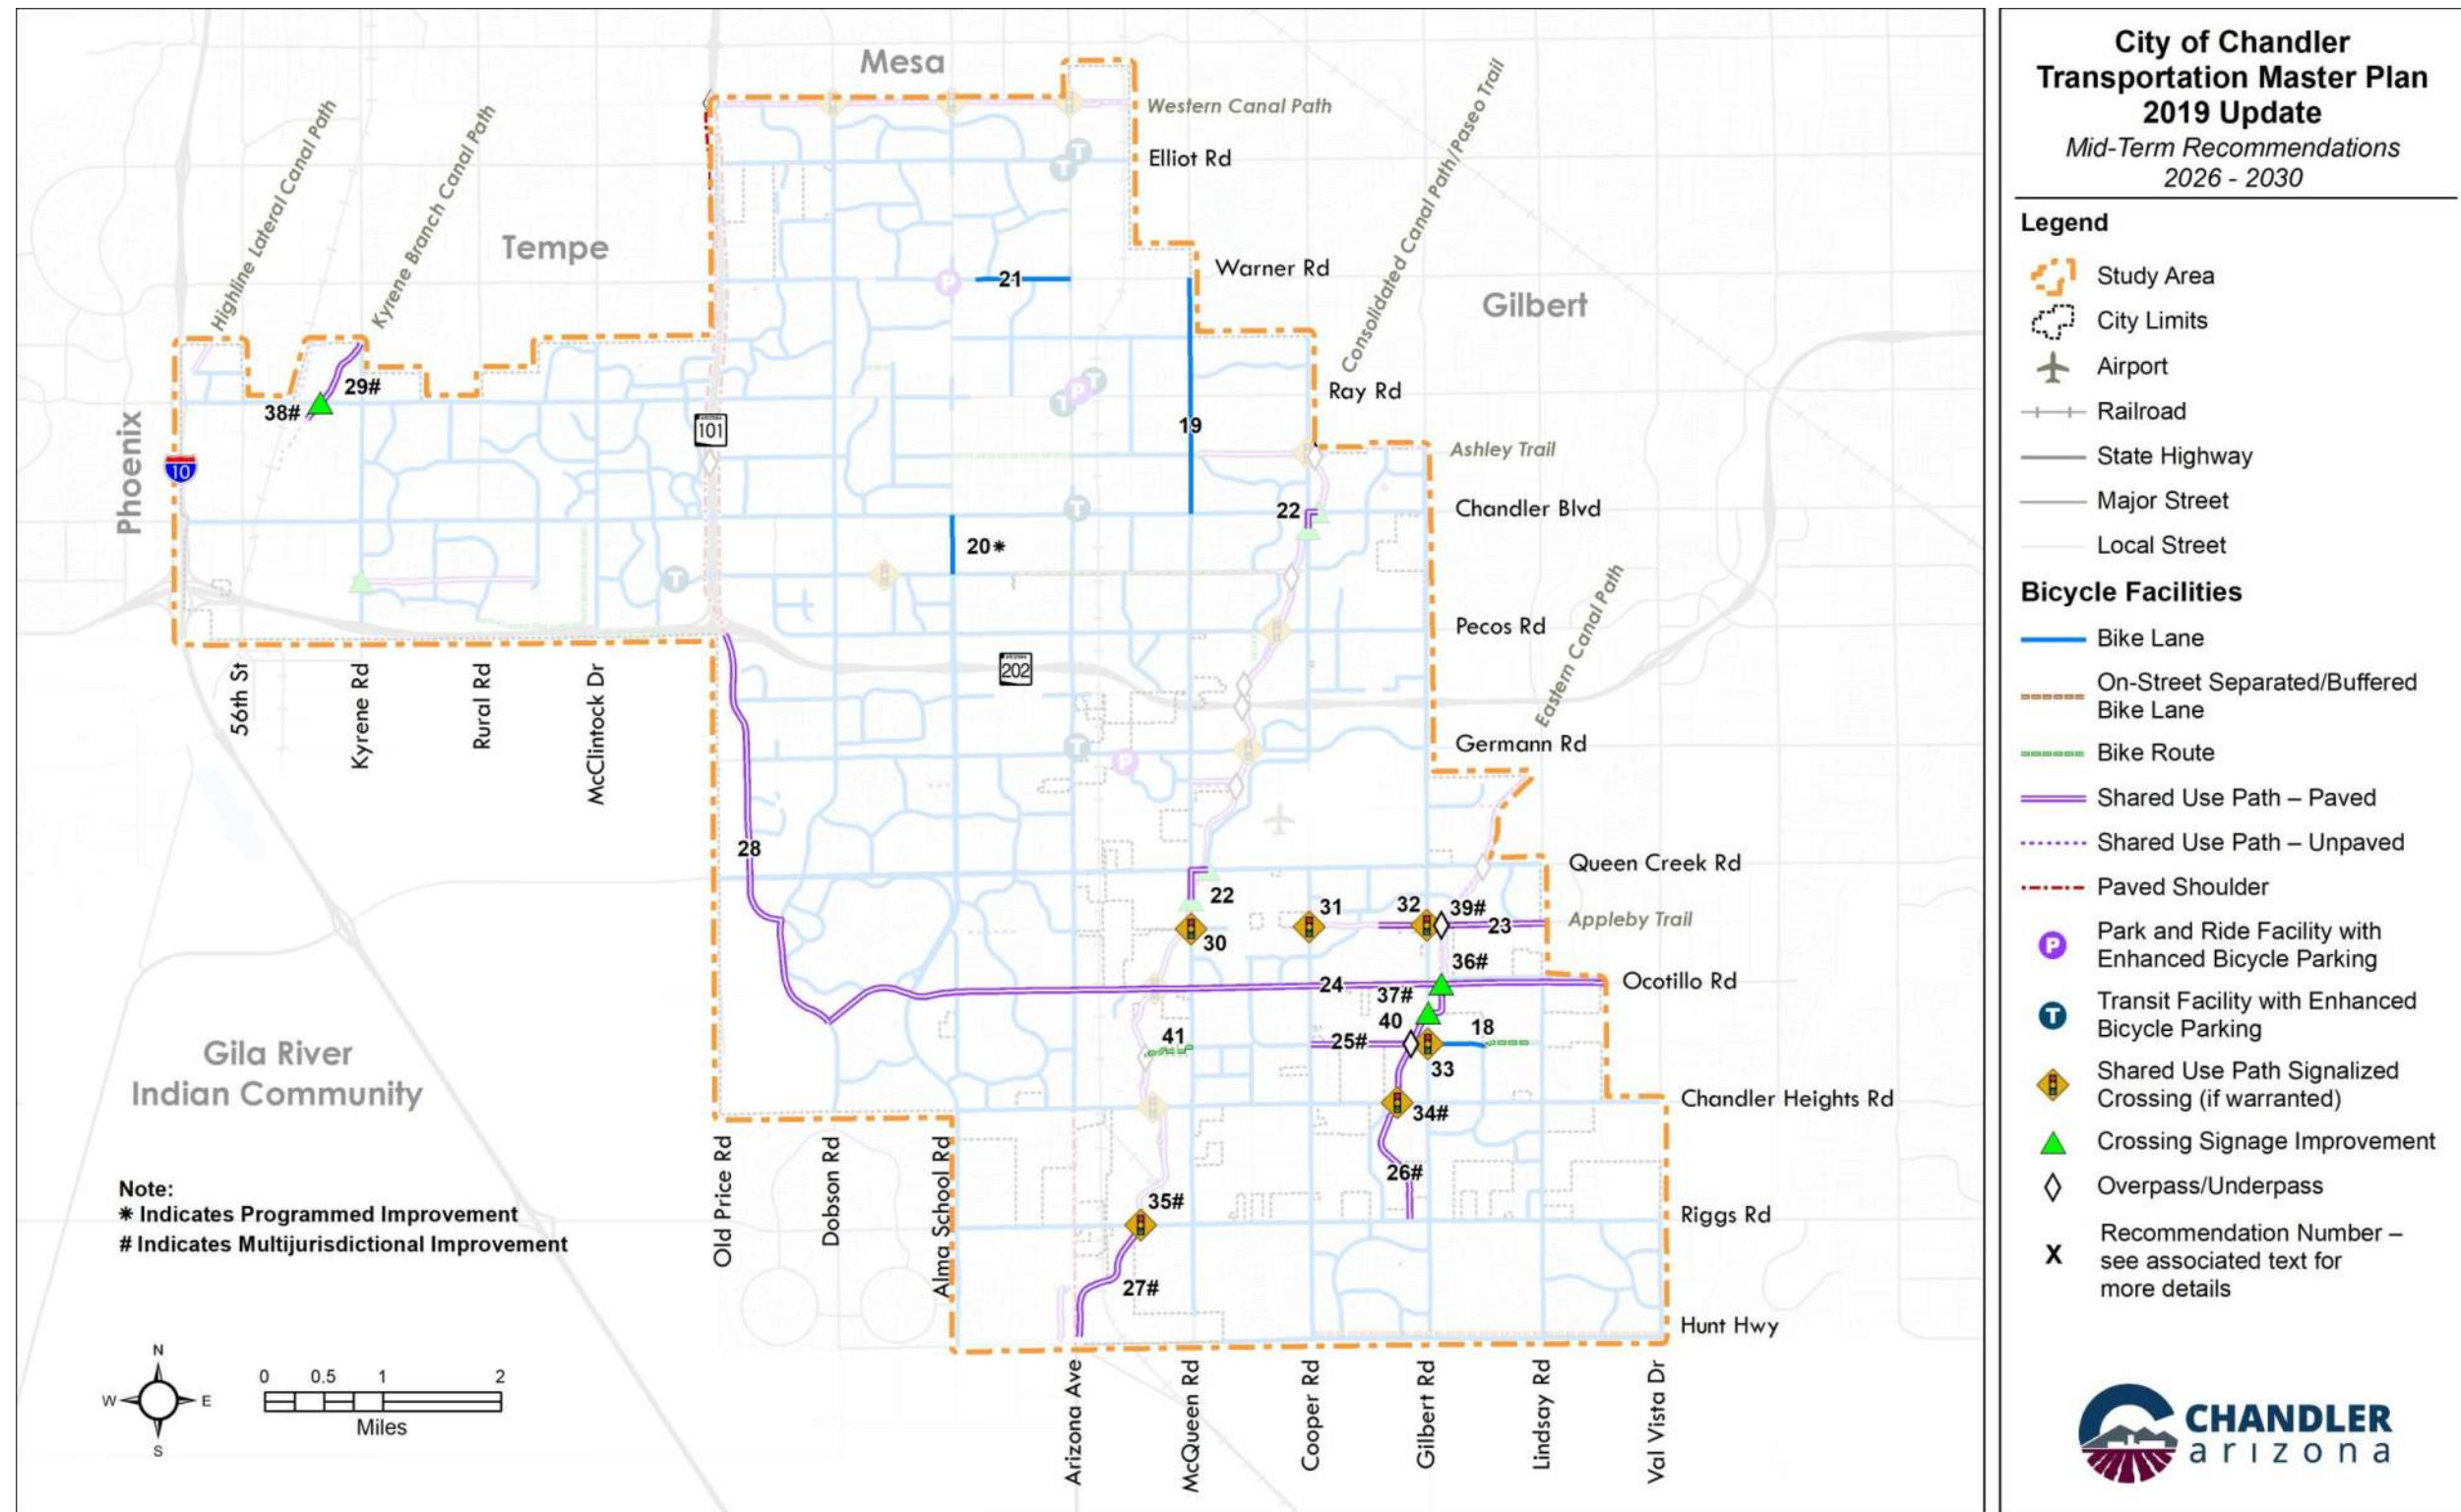 Mesa
Western Canal Path
Elliot Rd
Consolidated Canal Path/Paseo Trail
Highline Lateral Canal Path
Kyrene Branch Canal Path
Tempe
Warner Rd
21
Gilbert
29#
38#
Ray Rd
ARIZONA
101
19
Phoenix
10
Ashley Trail
22
Chandler Blvd
20*
T
T
P
T
P
T
T
T
Pecos Rd
ARIZONA
202
Eastern Canal Path
56th St
Kyrene Rd
Rural Rd
McClintock Dr
Germann Rd
T
P
28
Queen Creek Rd
22
31
32
39#
23
Appleby Trail
30
36#
24
37#
Ocotillo Rd
40
18
41
25#
33
Gila River
Indian Community
Chandler Heights Rd
34#
Old Price Rd
Dobson Rd
Alma School Rd
26#
35#
Riggs Rd
27#
Hunt Hwy
Note:
* Indicates Programmed Improvement
# Indicates Multijurisdictional Improvement
N
W
E
S
0 0.5 1 2
Miles
Arizona Ave
McQueen Rd
Cooper Rd
Gilbert Rd
Lindsay Rd
Val Vista Dr
City of Chandler
Transportation Master Plan
2019 Update
Mid-Term Recommendations
2026 - 2030
Legend
Study Area
City Limits
Airport
Railroad
State Highway
Major Street
Local Street
Bicycle Facilities
Bike Lane
On-Street Separated/Buffered
Bike Lane
Bike Route
Shared Use Path – Paved
Shared Use Path – Unpaved
Paved Shoulder
P
Park and Ride Facility with
Enhanced Bicycle Parking
T
Transit Facility with Enhanced
Bicycle Parking
Shared Use Path Signalized
Crossing (if warranted)
Crossing Signage Improvement
Overpass/Underpass
X
Recommendation Number –
see associated text for
more details
CHANDLER
arizona